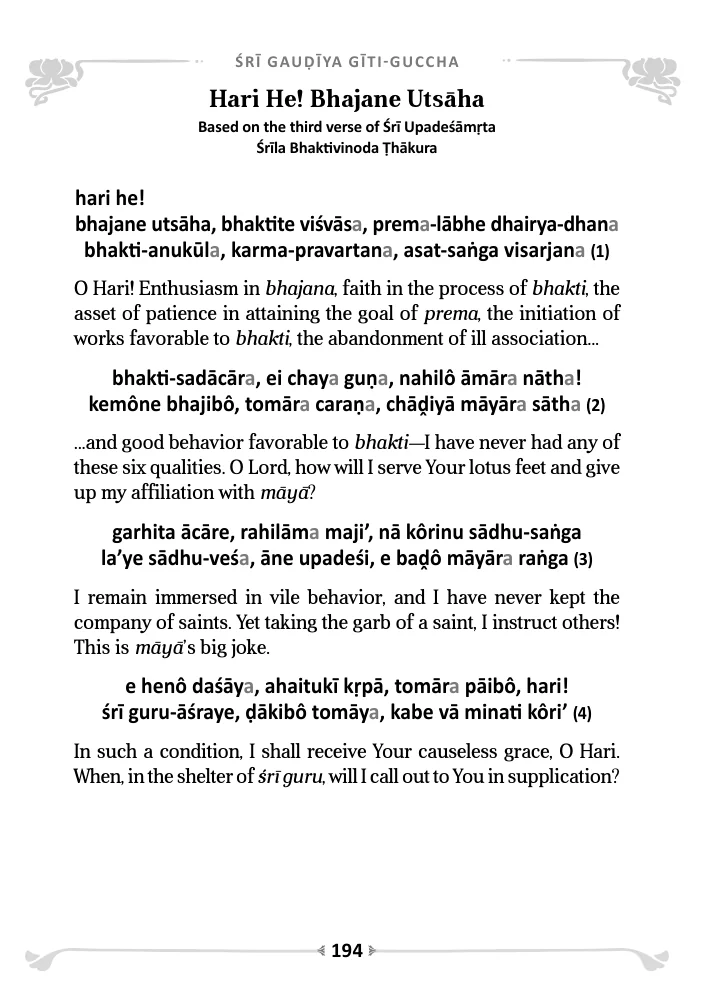 ŚRĪ GAUḌĪYA GĪTI-GUCCHA
Hari He! Bhajane Utsāha
Based on the third verse of Śrī Upadeśāmṛta
Śrīla Bhaktivinoda Ṭhākura
hari he!
bhajane utsāha, bhaktite viśvāsa, prema-lābhe dhairya-dhana
bhakti-anukūla, karma-pravartana, asat-saṅga visarjana (1)
O Hari! Enthusiasm in bhajana, faith in the process of bhakti, the
asset of patience in attaining the goal of prema, the initiation of
works favorable to bhakti, the abandonment of ill association...
bhakti-sadācāra, ei chaya guṇa, nahilô āmāra nātha!
kemône bhajibô, tomāra caraṇa, chāḓiyā māyāra sātha (2)
...and good behavior favorable to bhakti—I have never had any of
these six qualities. O Lord, how will I serve Your lotus feet and give
up my affiliation with māyā?
garhita ācāre, rahilāma maji’, nā kôrinu sādhu-saṅga
la’ye sādhu-veśa, āne upadeśi, e baḓô māyāra raṅga (3)
I remain immersed in vile behavior, and I have never kept the
company of saints. Yet taking the garb of a saint, I instruct others!
This is māyā’s big joke.
e henô daśāya, ahaitukī kṛpā, tomāra pāibô, hari!
śrī guru-āśraye, ḍākibô tomāya, kabe vā minati kôri’ (4)
In such a condition, I shall receive Your causeless grace, O Hari.
When, in the shelter of śrī guru, will I call out to You in supplication?
194